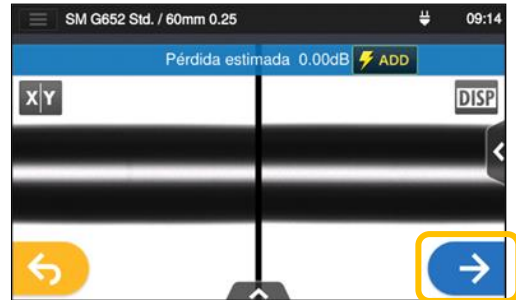 SM G652 Std. / 60mm 0.25 09:14
Pérdida estimada 0.00dB ADD
X|Y DISP